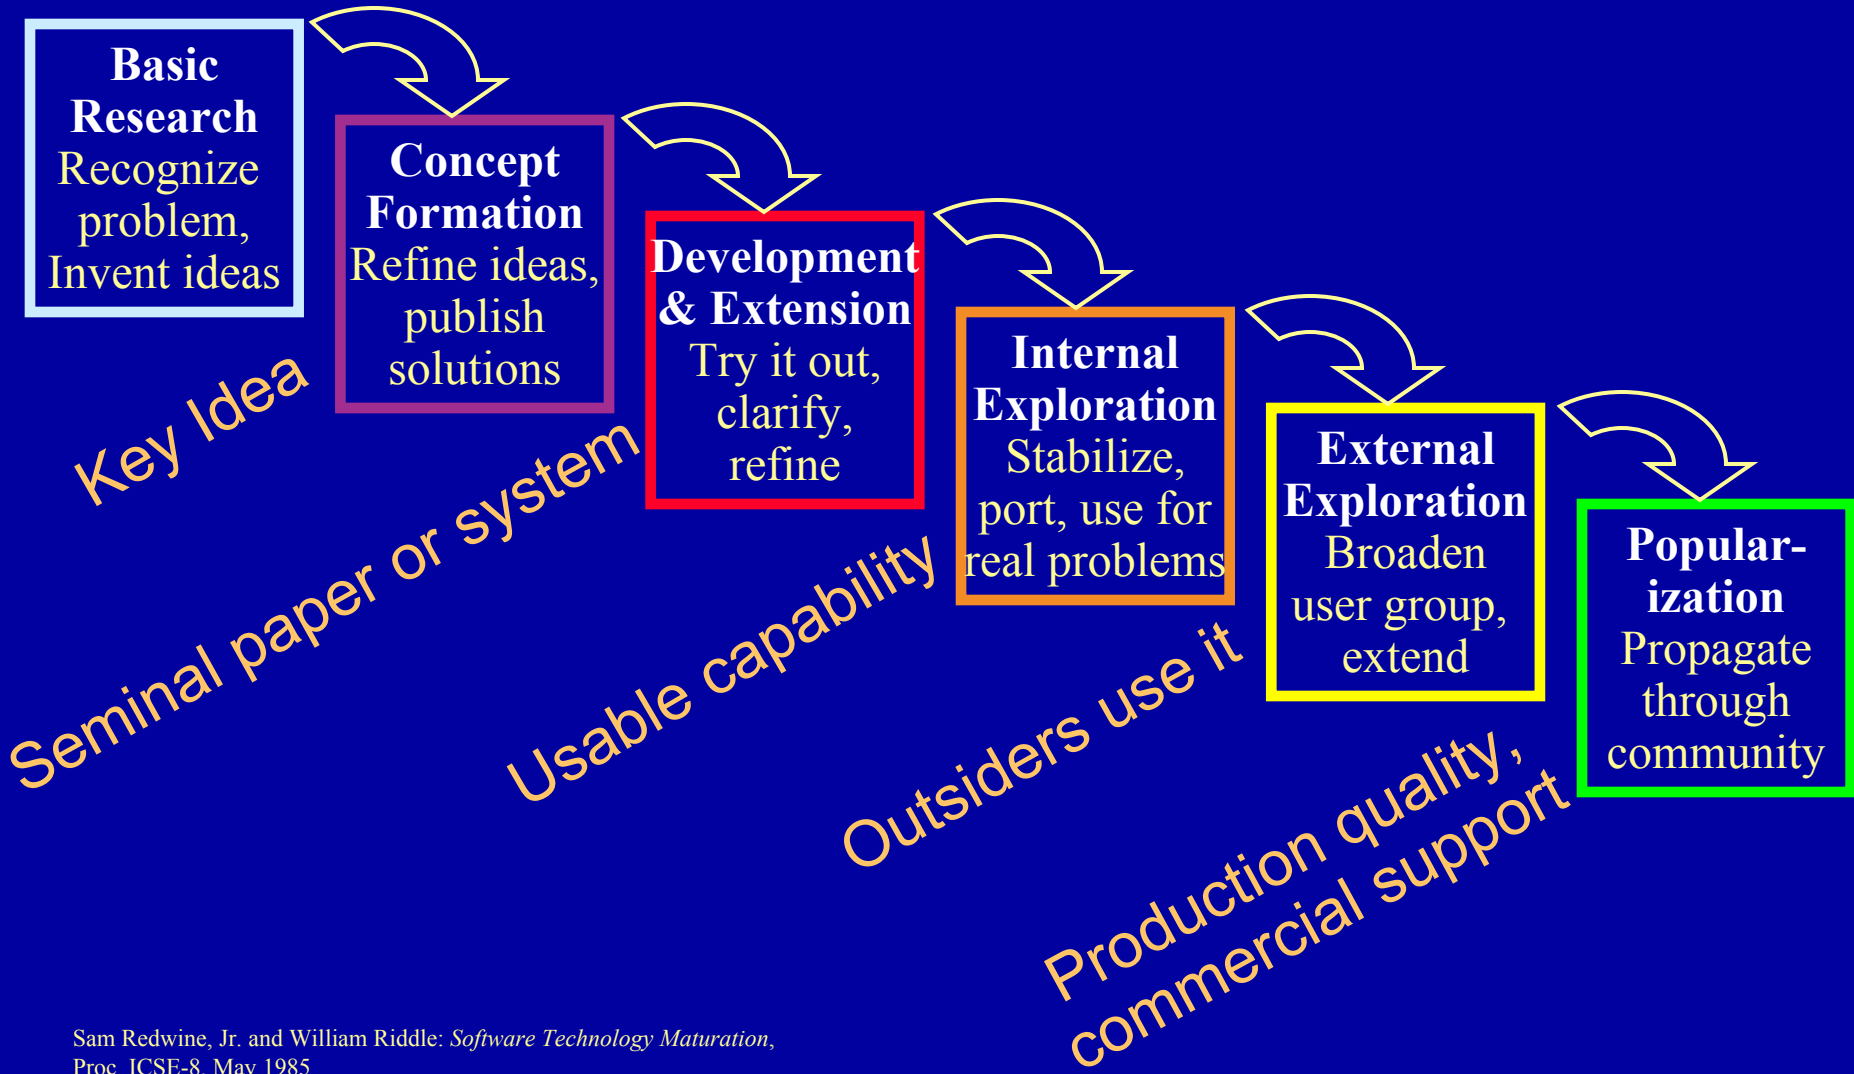 Basic
Research
Recognize
problem,
Invent ideas
Concept
Formation
Refine ideas,
publish
solutions
Development
& Extension
Try it out,
clarify,
refine
Internal
Exploration
Stabilize,
port, use for
real problems
External
Exploration
Broaden
user group,
extend
Popular-
ization
Propagate
through
community
Key Idea
Seminal paper or system
Usable capability
Outsiders use it
Production quality,
commercial support
Sam Redwine, Jr. and William Riddle: Software Technology Maturation,
Proc. ICSE-8, May 1985